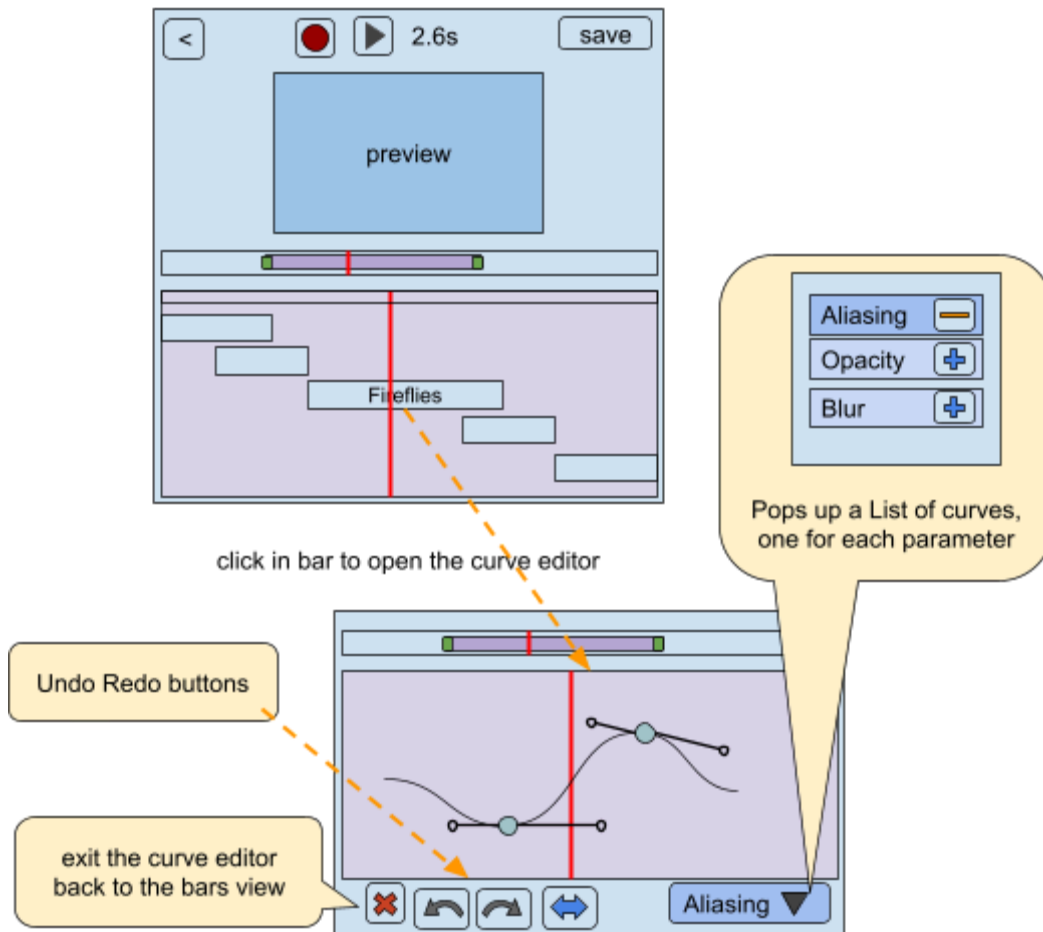 <
2.6s
save
preview
Fireflies
click in bar to open the curve editor
Aliasing
Opacity
Blur
Pops up a List of curves,
one for each parameter
Undo Redo buttons
exit the curve editor
back to the bars view
Aliasing